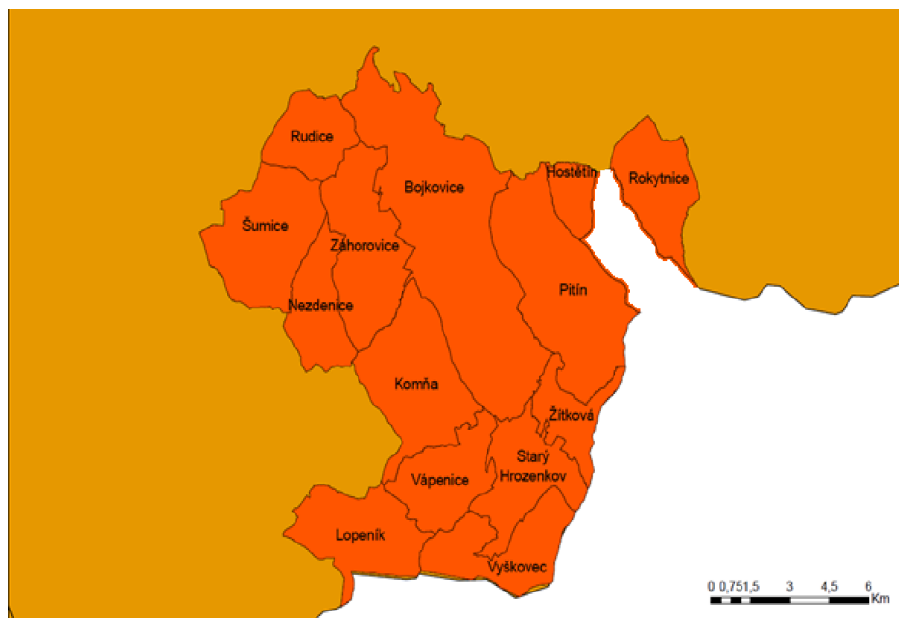 Rudice
Hostětín
Bojkovice
Rokytnice
Šumice
Záhorovice
Pitín
Nezdenice
Komňa
Žítková
Starý
Hrozenkov
Vápenice
Lopeník
Vyškovec
0 0,751,5 3 4,5 6
Km